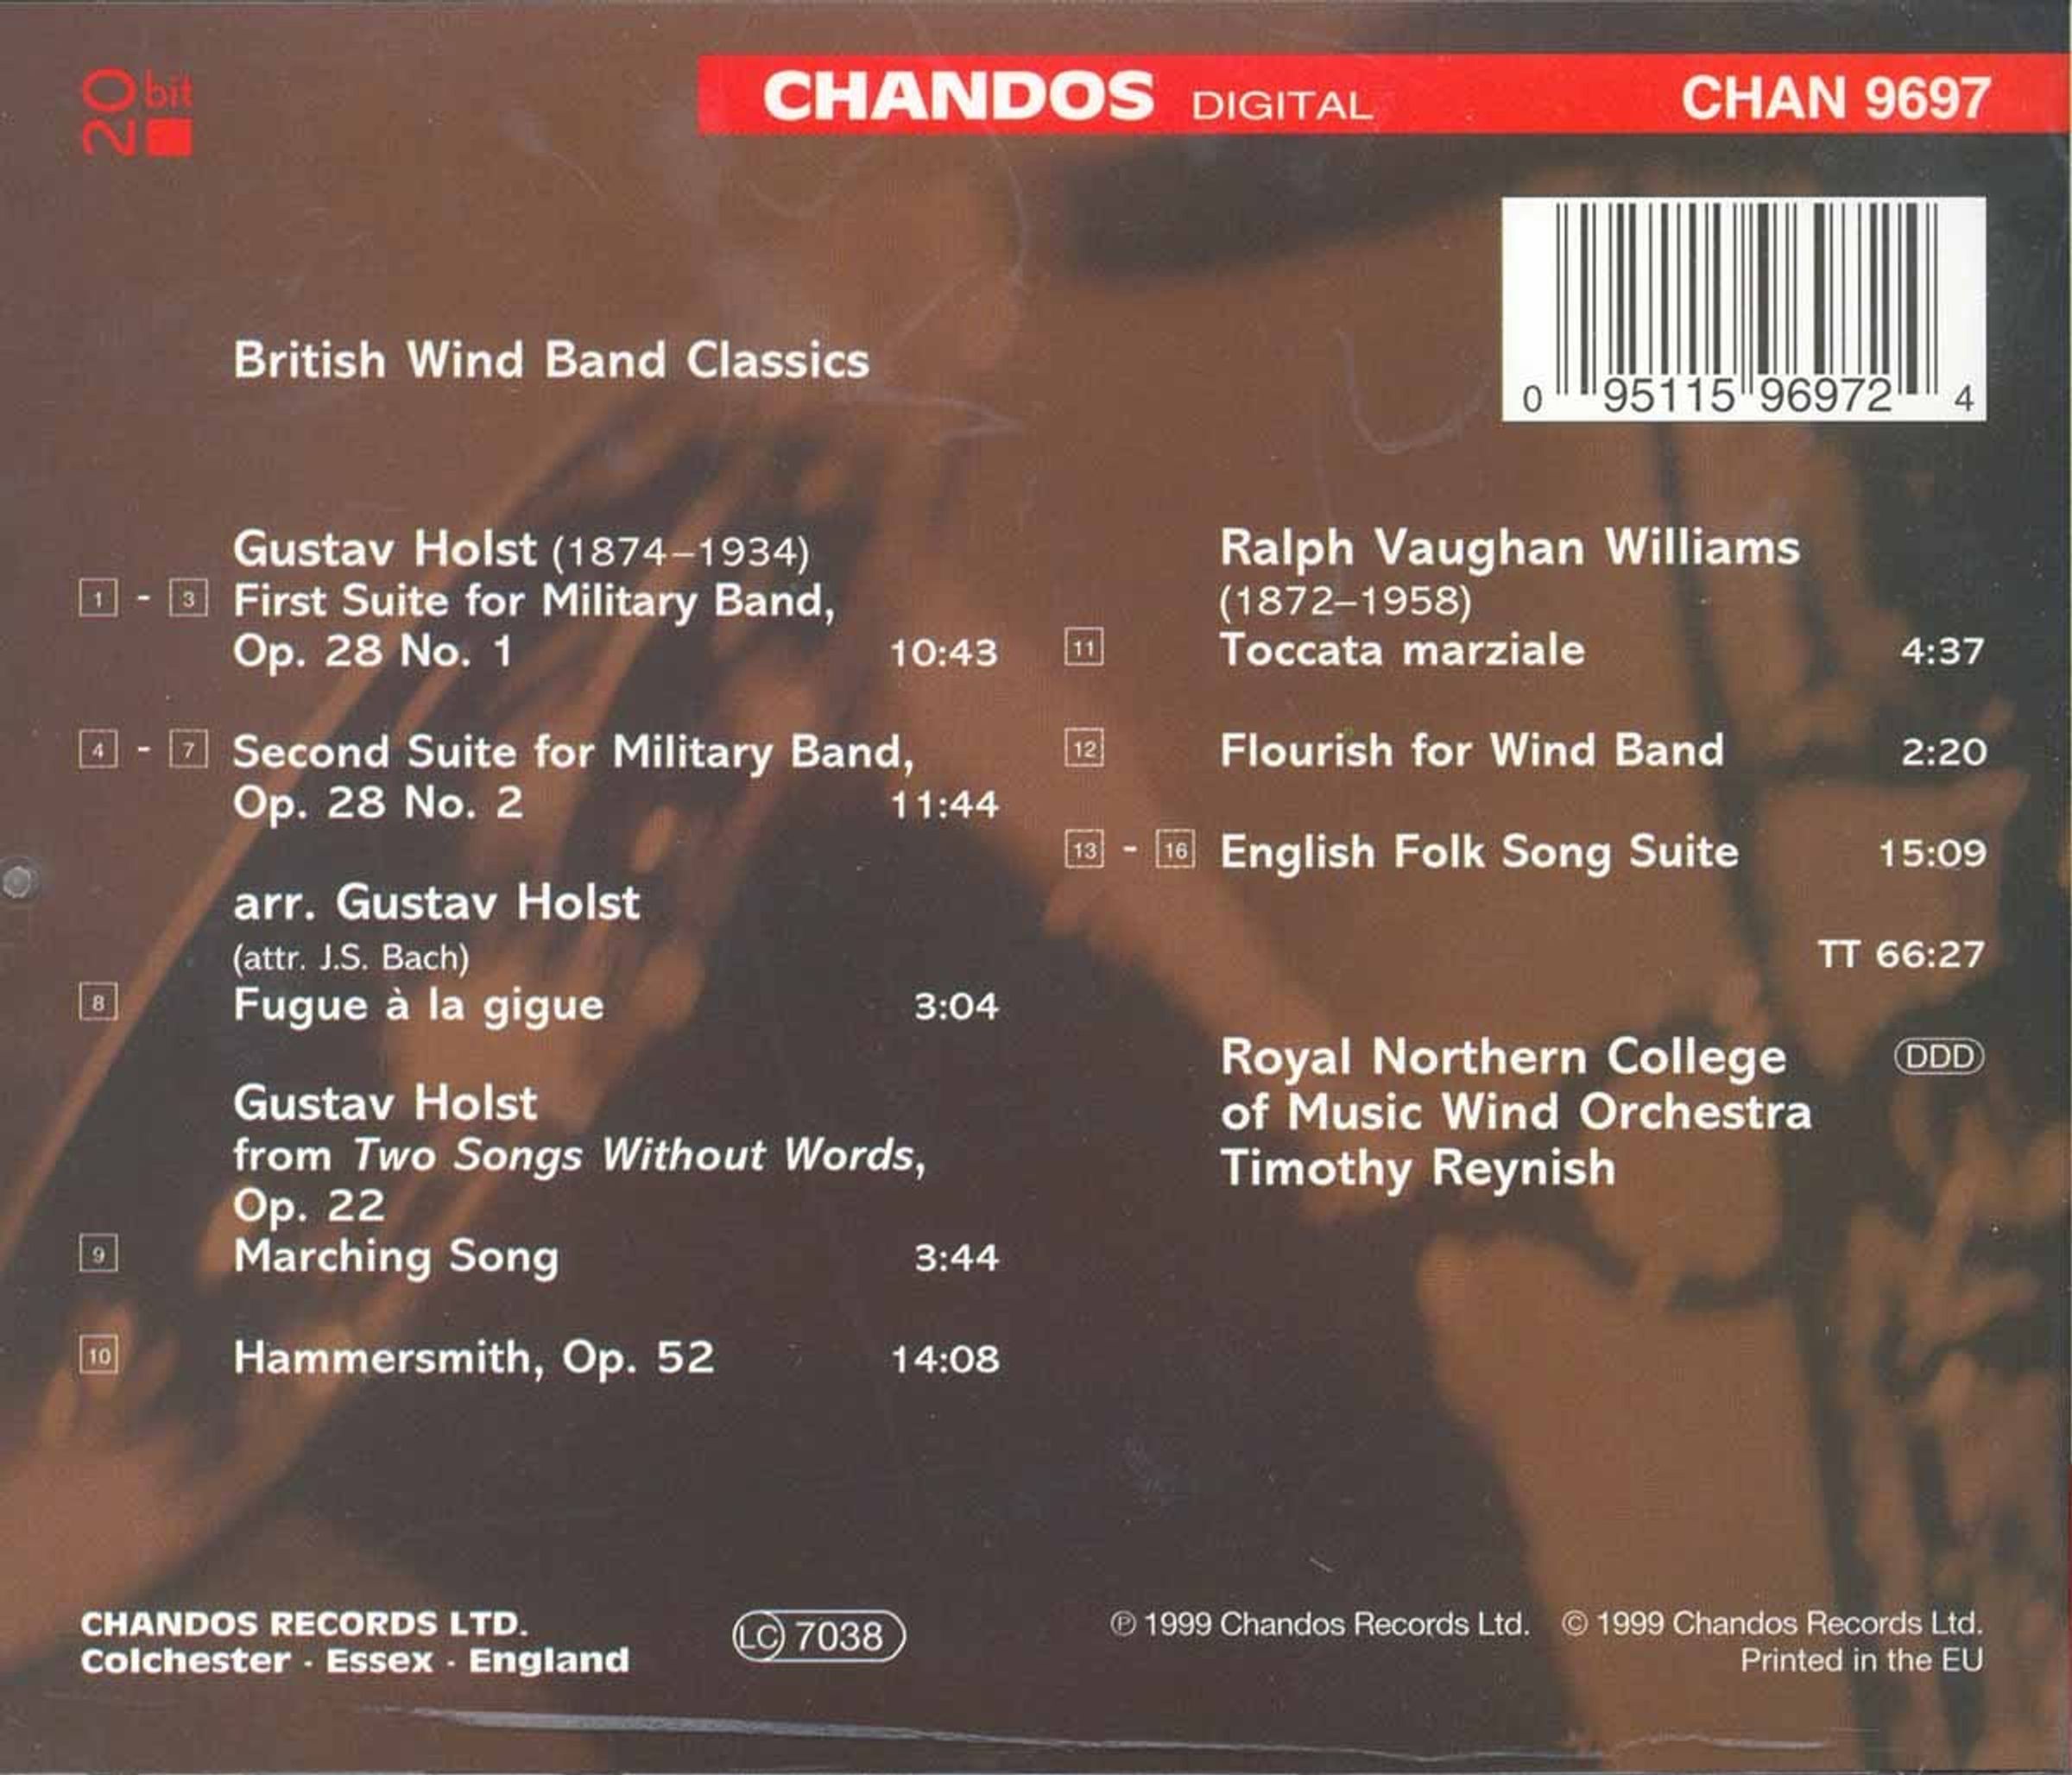 20 bit
CHANDOS DIGITAL CHAN 9697
0 95115 96972 4
British Wind Band Classics
Gustav Holst (1874–1934)
1 - 3 First Suite for Military Band,
Op. 28 No. 1 10:43
4 - 7 Second Suite for Military Band,
Op. 28 No. 2 11:44
arr. Gustav Holst
(attr. J.S. Bach)
8 Fugue à la gigue 3:04
Gustav Holst
from Two Songs Without Words,
Op. 22
9 Marching Song 3:44
10 Hammersmith, Op. 52 14:08
Ralph Vaughan Williams
(1872–1958)
11 Toccata marziale 4:37
12 Flourish for Wind Band 2:20
13 - 16 English Folk Song Suite 15:09
TT 66:27
Royal Northern College DDD
of Music Wind Orchestra
Timothy Reynish
CHANDOS RECORDS LTD.
Colchester · Essex · England
LC 7038
℗ 1999 Chandos Records Ltd. © 1999 Chandos Records Ltd.
Printed in the EU